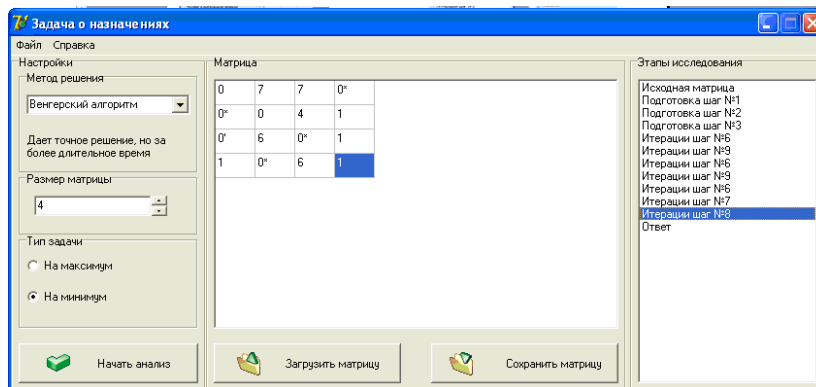 Задача о назначениях
Файл Справка
Настройки
Метод решения
Венгерский алгоритм
Дает точное решение, но за
более длительное время
Размер матрицы
4
Тип задачи
На максимум
На минимум
Начать анализ
Матрица
0 7 7 0*
0* 0 4 1
0' 6 0* 1
1 0* 6 1
Загрузить матрицу
Сохранить матрицу
Этапы исследования
Исходная матрица
Подготовка шаг №1
Подготовка шаг №2
Подготовка шаг №3
Итерации шаг №6
Итерации шаг №9
Итерации шаг №6
Итерации шаг №9
Итерации шаг №6
Итерации шаг №7
Итерации шаг №8
Ответ